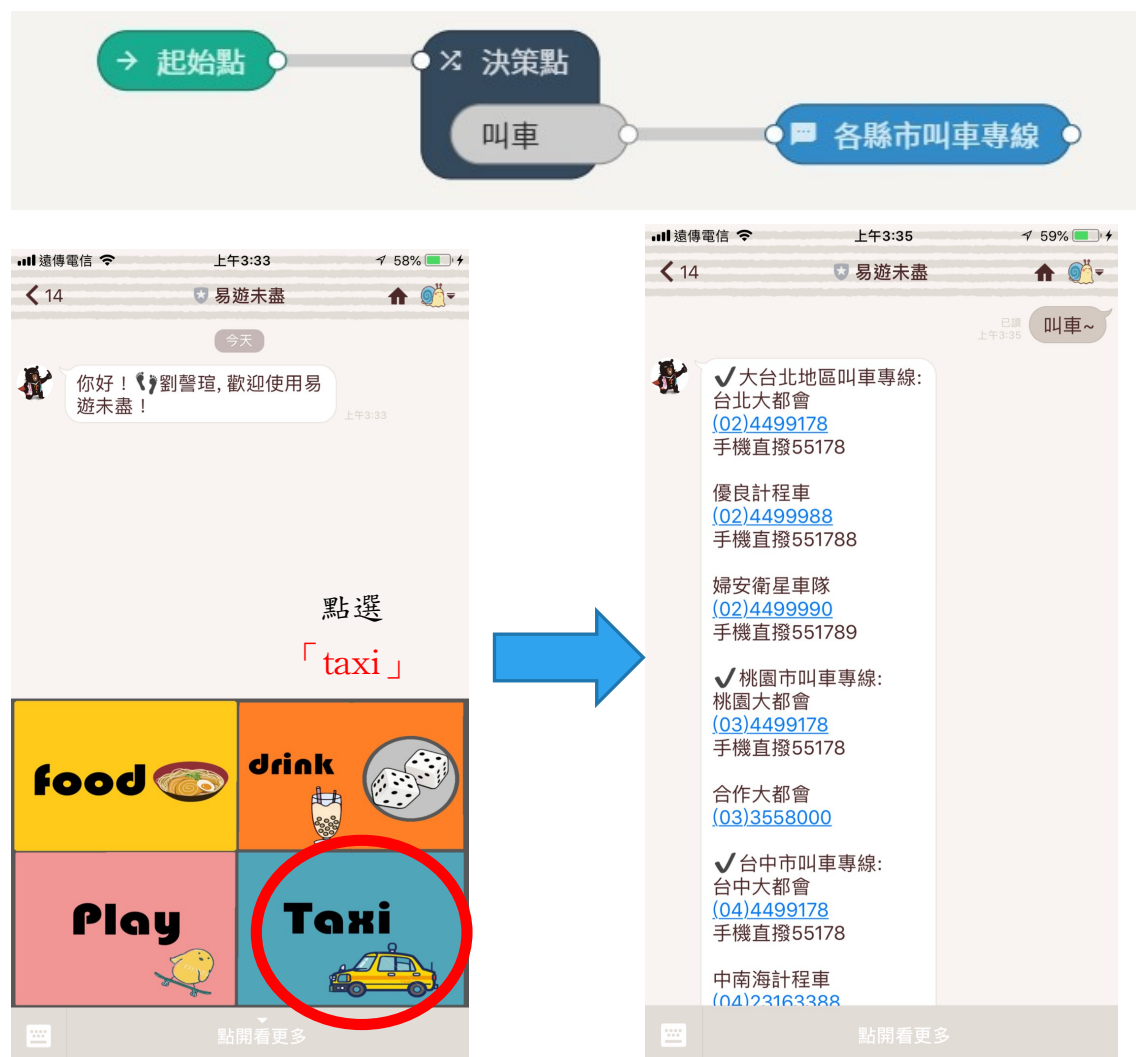 起始點
決策點
叫車
各縣市叫車專線
遠傳電信
上午3:33
58%
14
易遊未盡
今天
你好！👣劉謦瑄, 歡迎使用易
遊未盡！
上午3:33
點選
「taxi」
food
drink
Play
Taxi
點開看更多
遠傳電信
上午3:35
59%
14
易遊未盡
已讀
上午3:35
叫車~
✔大台北地區叫車專線:
台北大都會
(02)4499178
手機直撥55178
優良計程車
(02)4499988
手機直撥551788
婦安衛星車隊
(02)4499990
手機直撥551789
✔桃園市叫車專線:
桃園大都會
(03)4499178
手機直撥55178
合作大都會
(03)3558000
✔台中市叫車專線:
台中大都會
(04)4499178
手機直撥55178
中南海計程車
(04)23163388
點開看更多